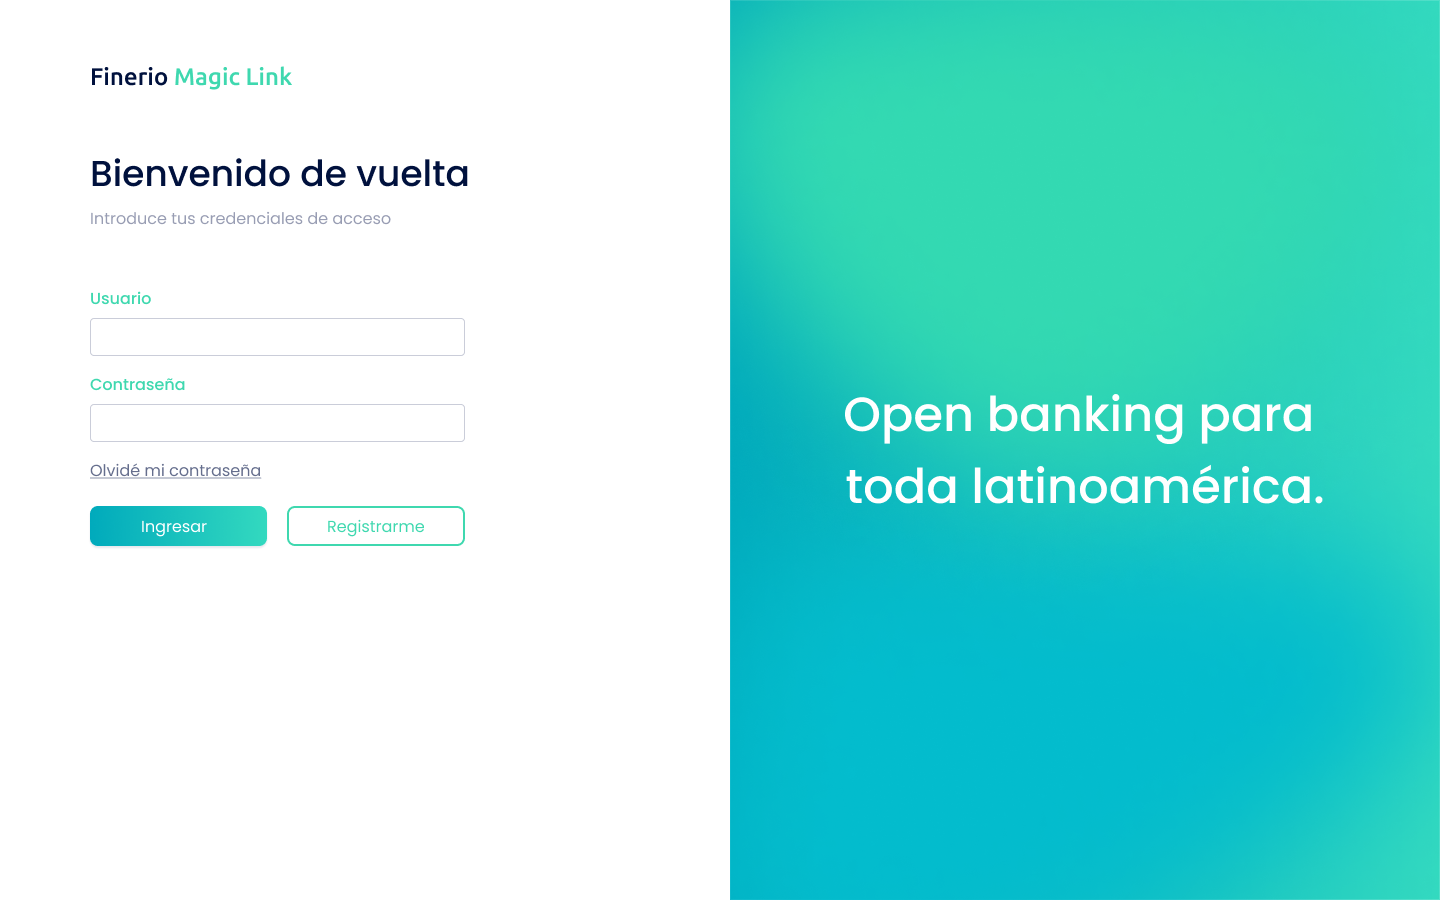 Finerio Magic Link
Bienvenido de vuelta
Introduce tus credenciales de acceso
Usuario
Contraseña
Olvidé mi contraseña
Ingresar
Registrarme
Open banking para
toda latinoamérica.